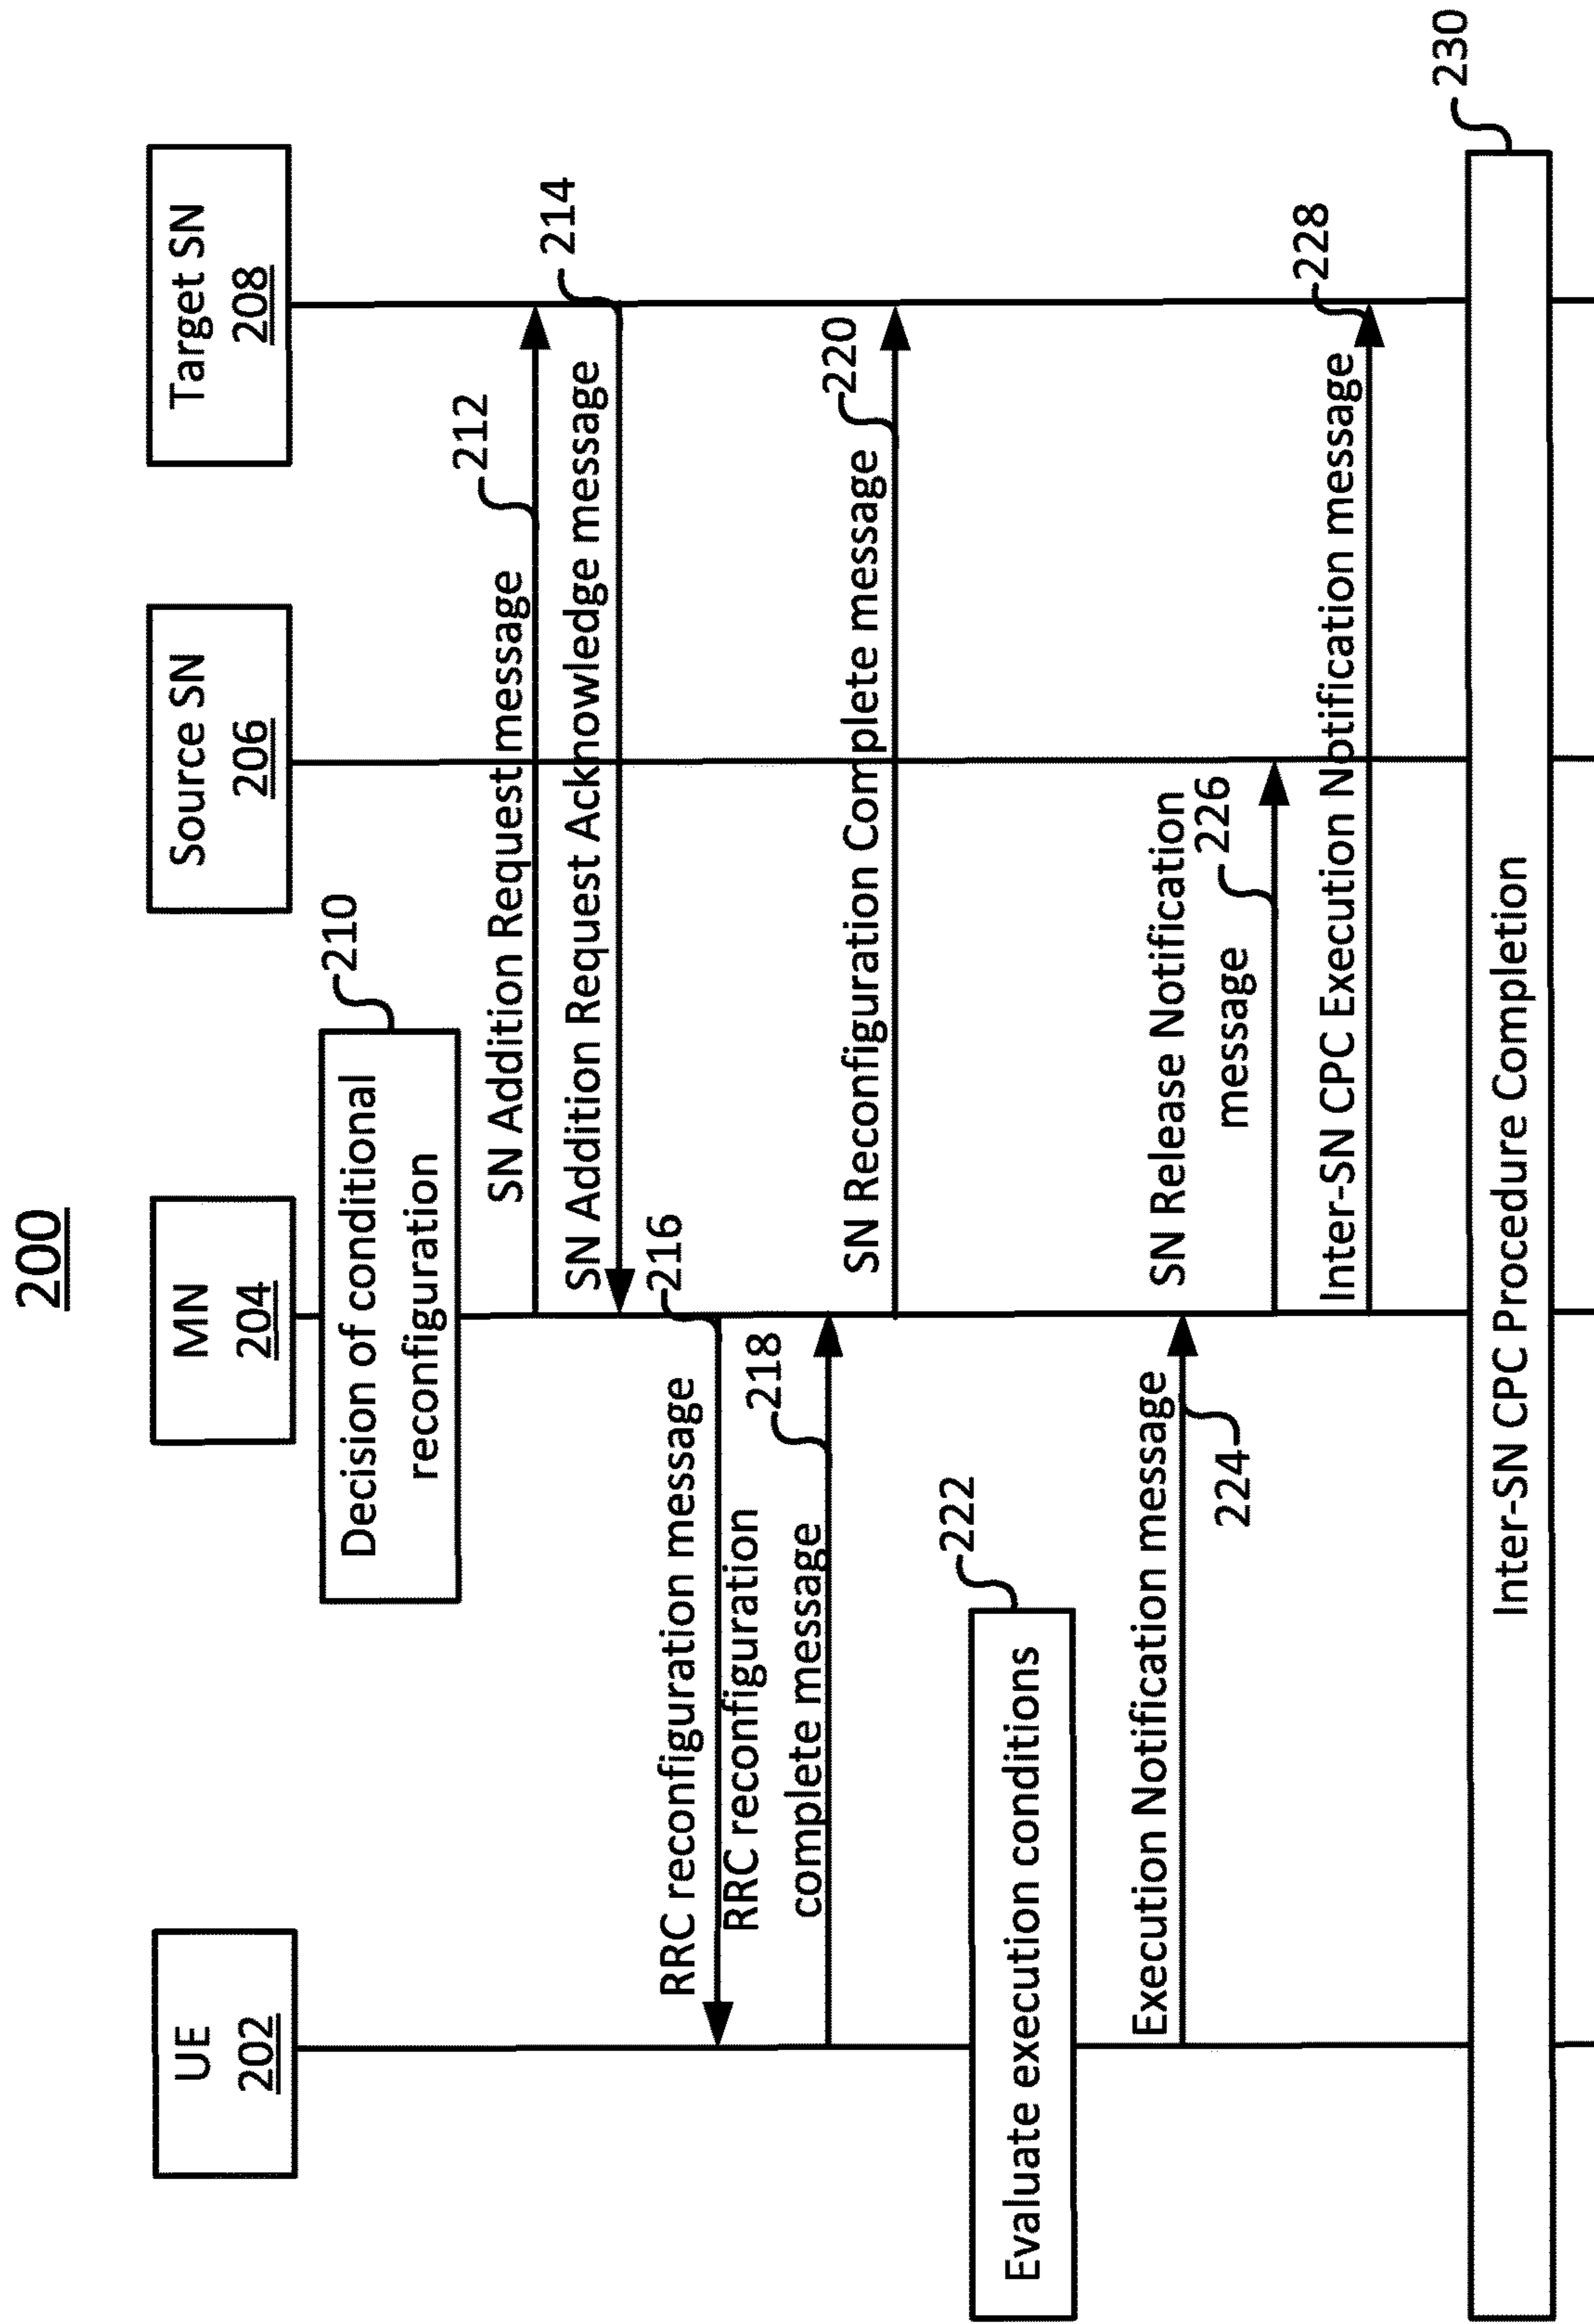 200
UE
202
MN
204
Source SN
206
Target SN
208
Decision of conditional
reconfiguration
210
SN Addition Request message
212
SN Addition Request Acknowledge message
214
RRC reconfiguration message
216
RRC reconfiguration
complete message
218
SN Reconfiguration Complete message
220
Evaluate execution conditions
222
Execution Notification message
224
SN Release Notification
message
226
Inter-SN CPC Execution Notification message
228
Inter-SN CPC Procedure Completion
230